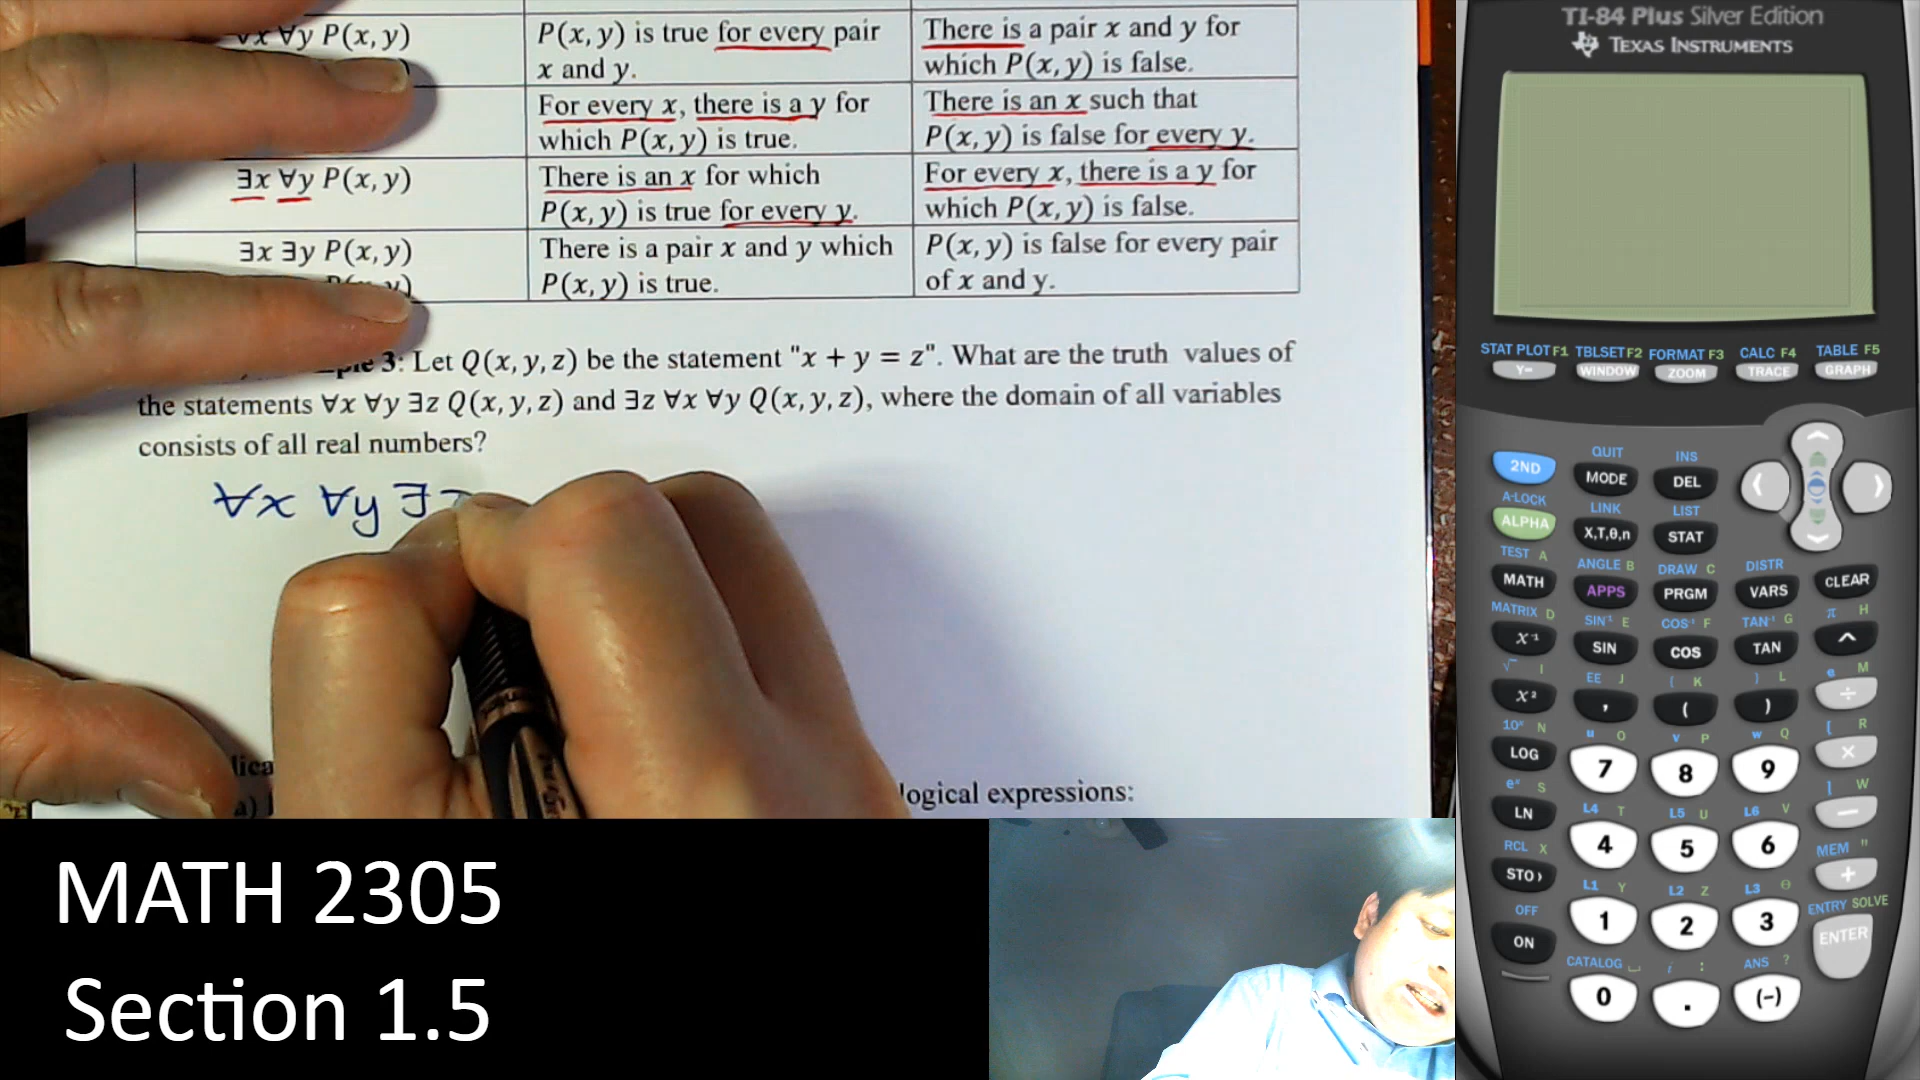 ∀x ∀y P(x, y)
P(x, y) is true for every pair
x and y.
There is a pair x and y for
which P(x, y) is false.
For every x, there is a y for
which P(x, y) is true.
There is an x such that
P(x, y) is false for every y.
∃x ∀y P(x, y)
There is an x for which
P(x, y) is true for every y.
For every x, there is a y for
which P(x, y) is false.
∃x ∃y P(x, y)
There is a pair x and y which
P(x, y) is true.
P(x, y) is false for every pair
of x and y.
3: Let Q(x, y, z) be the statement "x + y = z". What are the truth values of
the statements ∀x ∀y ∃z Q(x, y, z) and ∃z ∀x ∀y Q(x, y, z), where the domain of all variables
consists of all real numbers?
∀x ∀y ∃
logical expressions:
MATH 2305
Section 1.5
TI-84 Plus Silver Edition
TEXAS INSTRUMENTS
STAT PLOT F1 TBLSET F2 FORMAT F3 CALC F4 TABLE F5
Y= WINDOW ZOOM TRACE GRAPH
QUIT INS
2ND MODE DEL
A-LOCK LINK LIST
ALPHA X,T,θ,n STAT
TEST A ANGLE B DRAW C DISTR
MATH APPS PRGM VARS CLEAR
MATRIX D SIN⁻¹ E COS⁻¹ F TAN⁻¹ G π H
x⁻¹ SIN COS TAN ^
√ I EE J { K } L e M
x² , ( ) ÷
10ˣ N u O v P w Q [ R
LOG 7 8 9 ×
eˣ S L4 T L5 U L6 V ] W
LN 4 5 6 −
RCL X L1 Y L2 Z L3 θ MEM "
STO› 1 2 3 +
OFF CATALOG ⎵ i : ANS ? ENTRY SOLVE
ON 0 . (-) ENTER